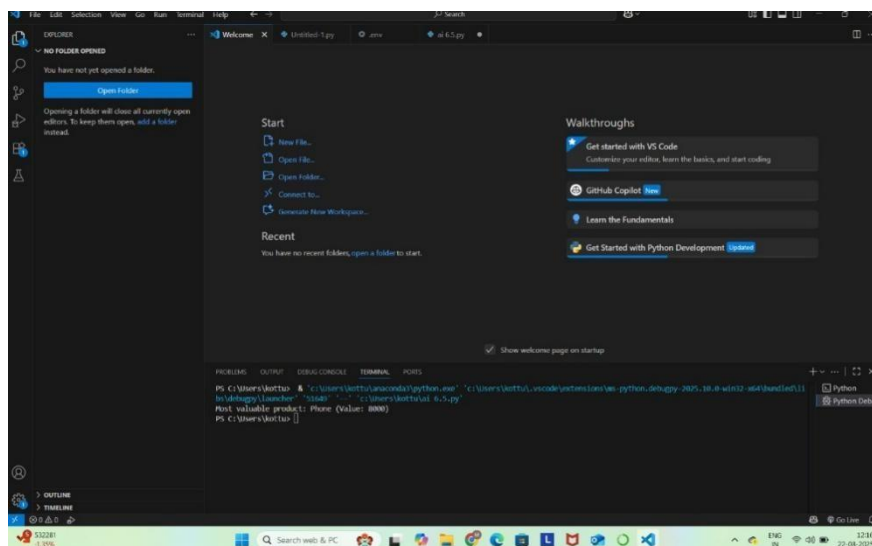 File Edit Selection View Go Run Terminal Help
Search
EXPLORER
NO FOLDER OPENED
You have not yet opened a folder.
Open Folder
Opening a folder will close all currently open
editors. To keep them open, add a folder
instead.
OUTLINE
TIMELINE
Welcome Untitled-1.py .env ai 6.5.py
Start
New File...
Open File...
Open Folder...
Connect to...
Generate New Workspace...
Recent
You have no recent folders, open a folder to start.
Walkthroughs
Get started with VS Code
Customize your editor, learn the basics, and start coding
GitHub Copilot New
Learn the Fundamentals
Get Started with Python Development Updated
Show welcome page on startup
PROBLEMS OUTPUT DEBUG CONSOLE TERMINAL PORTS
PS C:\Users\kottu> & 'c:\Users\kottu\anaconda3\python.exe' 'c:\Users\kottu\.vscode\extensions\ms-python.debugpy-2025.10.0-win32-x64\bundled\li
bs\debugpy\launcher' '51649' '--' 'c:\Users\kottu\ai 6.5.py'
Most valuable product: Phone (Value: 8000)
PS C:\Users\kottu>
Python
Python Deb
0 0
Go Live
Search web & PC
ENG
IN
22-08-2025